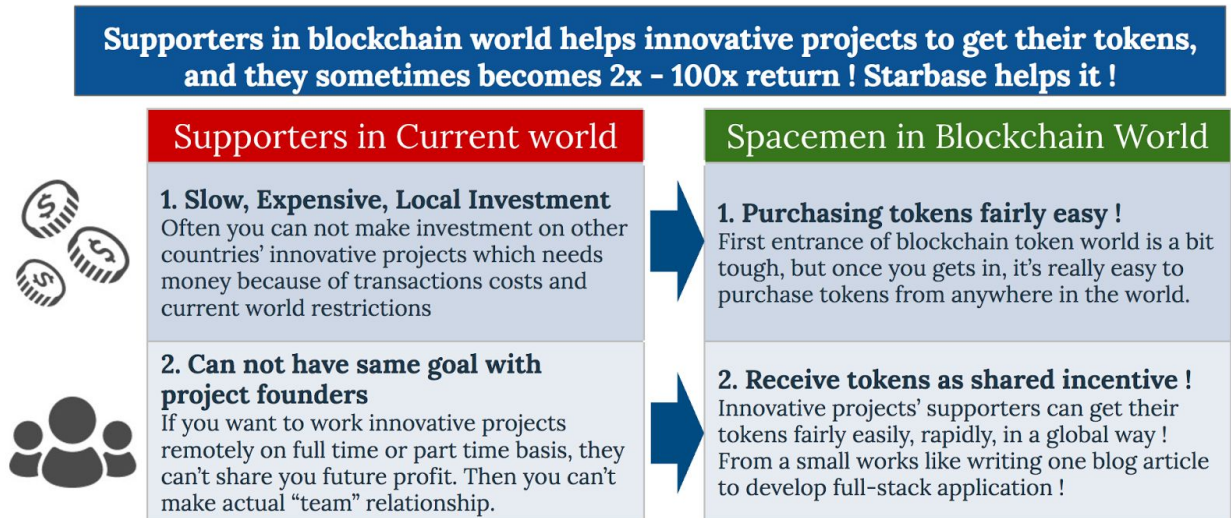 Supporters in blockchain world helps innovative projects to get their tokens,
and they sometimes becomes 2x - 100x return ! Starbase helps it !
Supporters in Current world
Spacemen in Blockchain World
1. Slow, Expensive, Local Investment
Often you can not make investment on other
countries’ innovative projects which needs
money because of transactions costs and
current world restrictions
1. Purchasing tokens fairly easy !
First entrance of blockchain token world is a bit
tough, but once you gets in, it’s really easy to
purchase tokens from anywhere in the world.
2. Can not have same goal with
project founders
If you want to work innovative projects
remotely on full time or part time basis, they
can’t share you future profit. Then you can’t
make actual “team” relationship.
2. Receive tokens as shared incentive !
Innovative projects’ supporters can get their
tokens fairly easily, rapidly, in a global way !
From a small works like writing one blog article
to develop full-stack application !